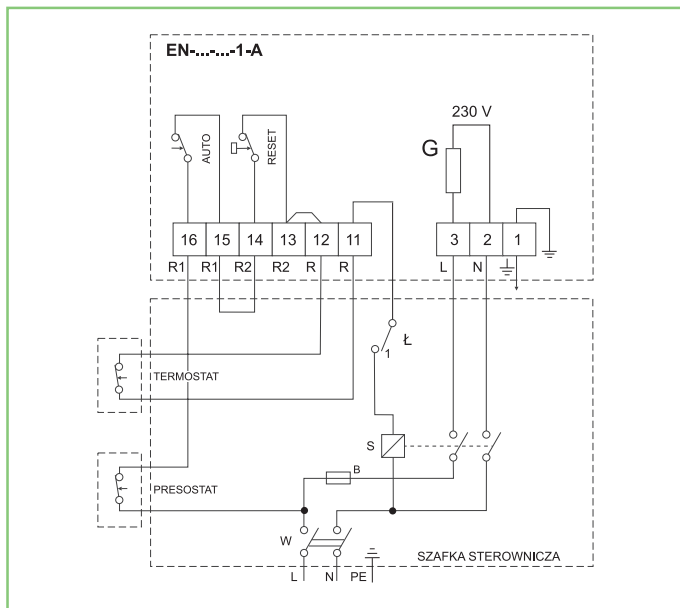 EN-...-...-1-A
230 V
G
AUTO
RESET
16 15 14 13 12 11
3 2 1
R1 R1 R2 R2 R R
L N
Ł
1
TERMOSTAT
S
B
PRESOSTAT
W
SZAFKA STEROWNICZA
L N PE